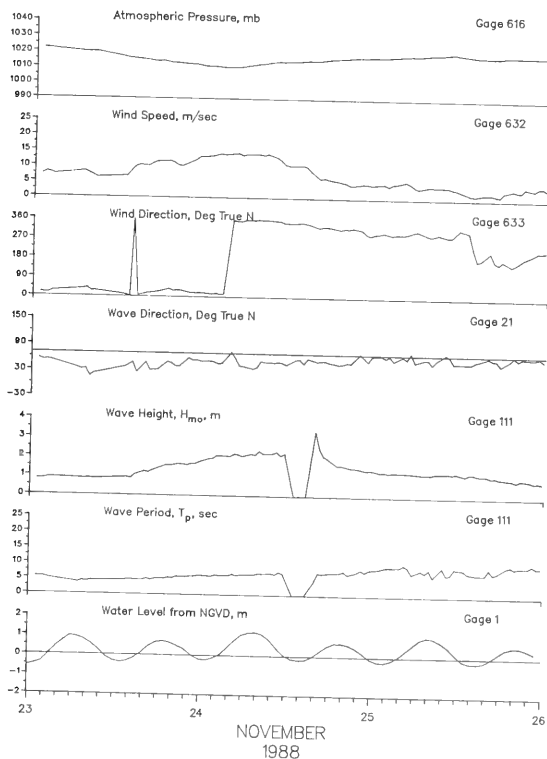 Atmospheric Pressure, mb
Gage 616
1040
1030
1020
1010
1000
990
Wind Speed, m/sec
Gage 632
25
20
15
10
5
0
Wind Direction, Deg True N
Gage 633
360
270
180
90
0
Wave Direction, Deg True N
Gage 21
150
90
30
-30
Wave Height, Hmo, m
Gage 111
4
3
2
1
0
Wave Period, Tp, sec
Gage 111
25
20
15
10
5
0
Water Level from NGVD, m
Gage 1
2
1
0
-1
-2
23
24
25
26
NOVEMBER
1988